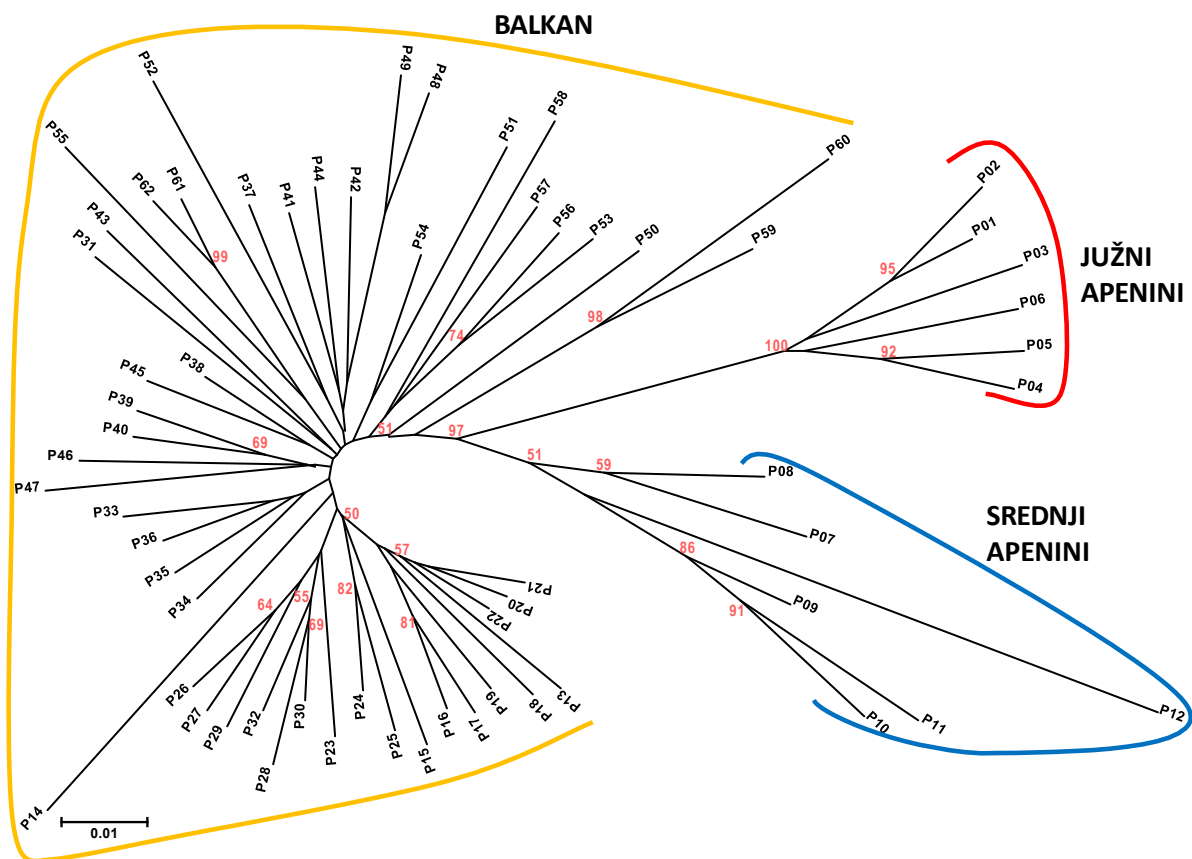 BALKAN
P49
P48
P52
P58
P51
P55
P60
P02
P61
P62
P44
P42
P37
P41
P57
P56
P53
P50
P59
P01
P43
P31
P54
P03
JUŽNI
APENINI
99
95
P06
98
74
100
92
P05
P04
P38
P45
P39
P40
69
51
97
P46
P47
51
59
P08
P33
50
SREDNJI
APENINI
P36
P07
57
86
P35
82
P21
P34
64
55
P20
P22
91
P09
69
81
P26
P27
P29
P32
P30
P28
P23
P24
P25
P15
P16
P17
P19
P18
P13
P10
P11
P12
P14
0.01